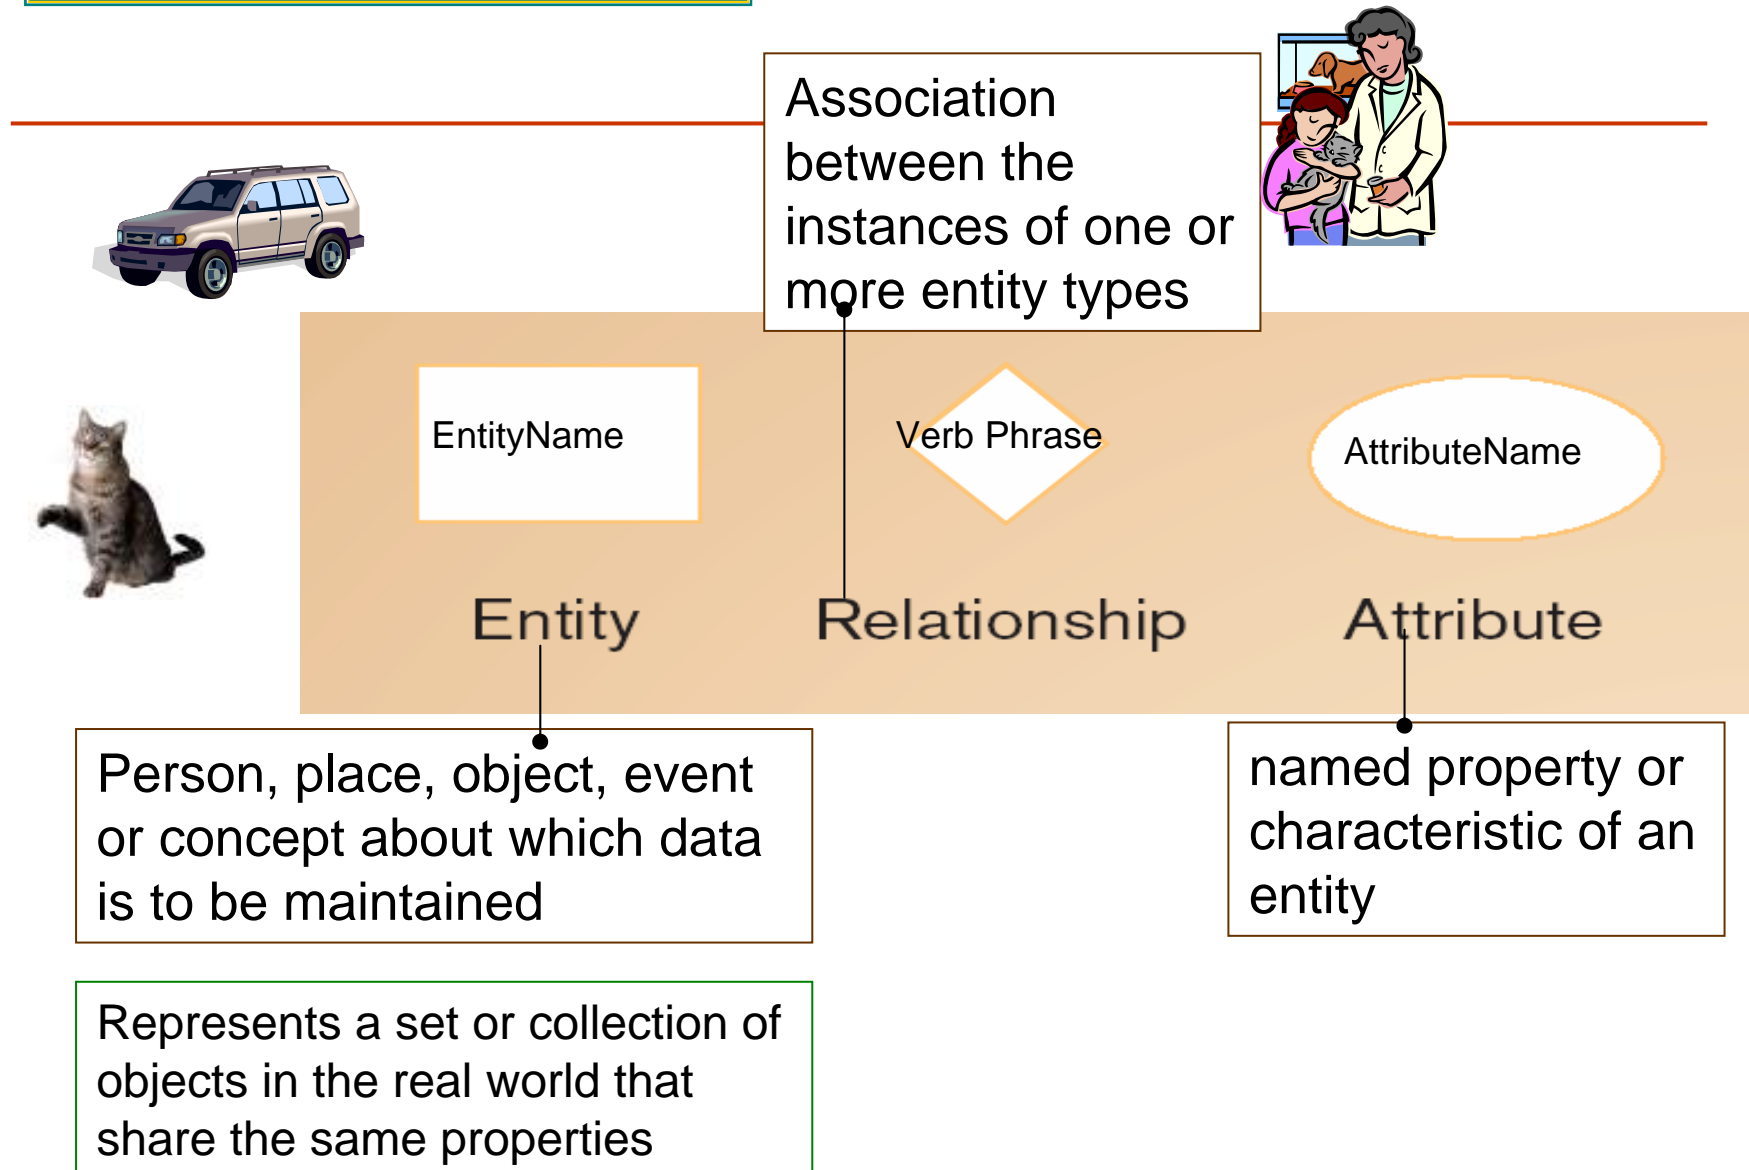 Association
between the
instances of one or
more entity types
EntityName
Verb Phrase
AttributeName
Entity
Relationship
Attribute
Person, place, object, event
or concept about which data
is to be maintained
named property or
characteristic of an
entity
Represents a set or collection of
objects in the real world that
share the same properties